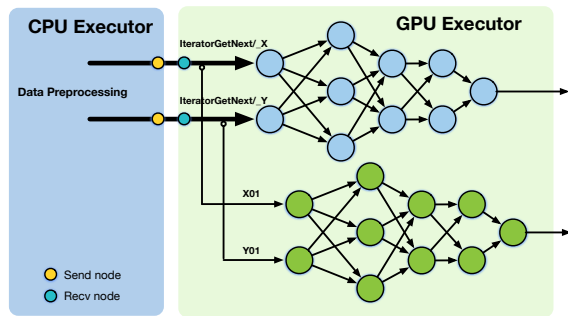 CPU Executor
GPU Executor
IteratorGetNext/_X
Data Preprocessing
IteratorGetNext/_Y
X01
Y01
Send node
Recv node